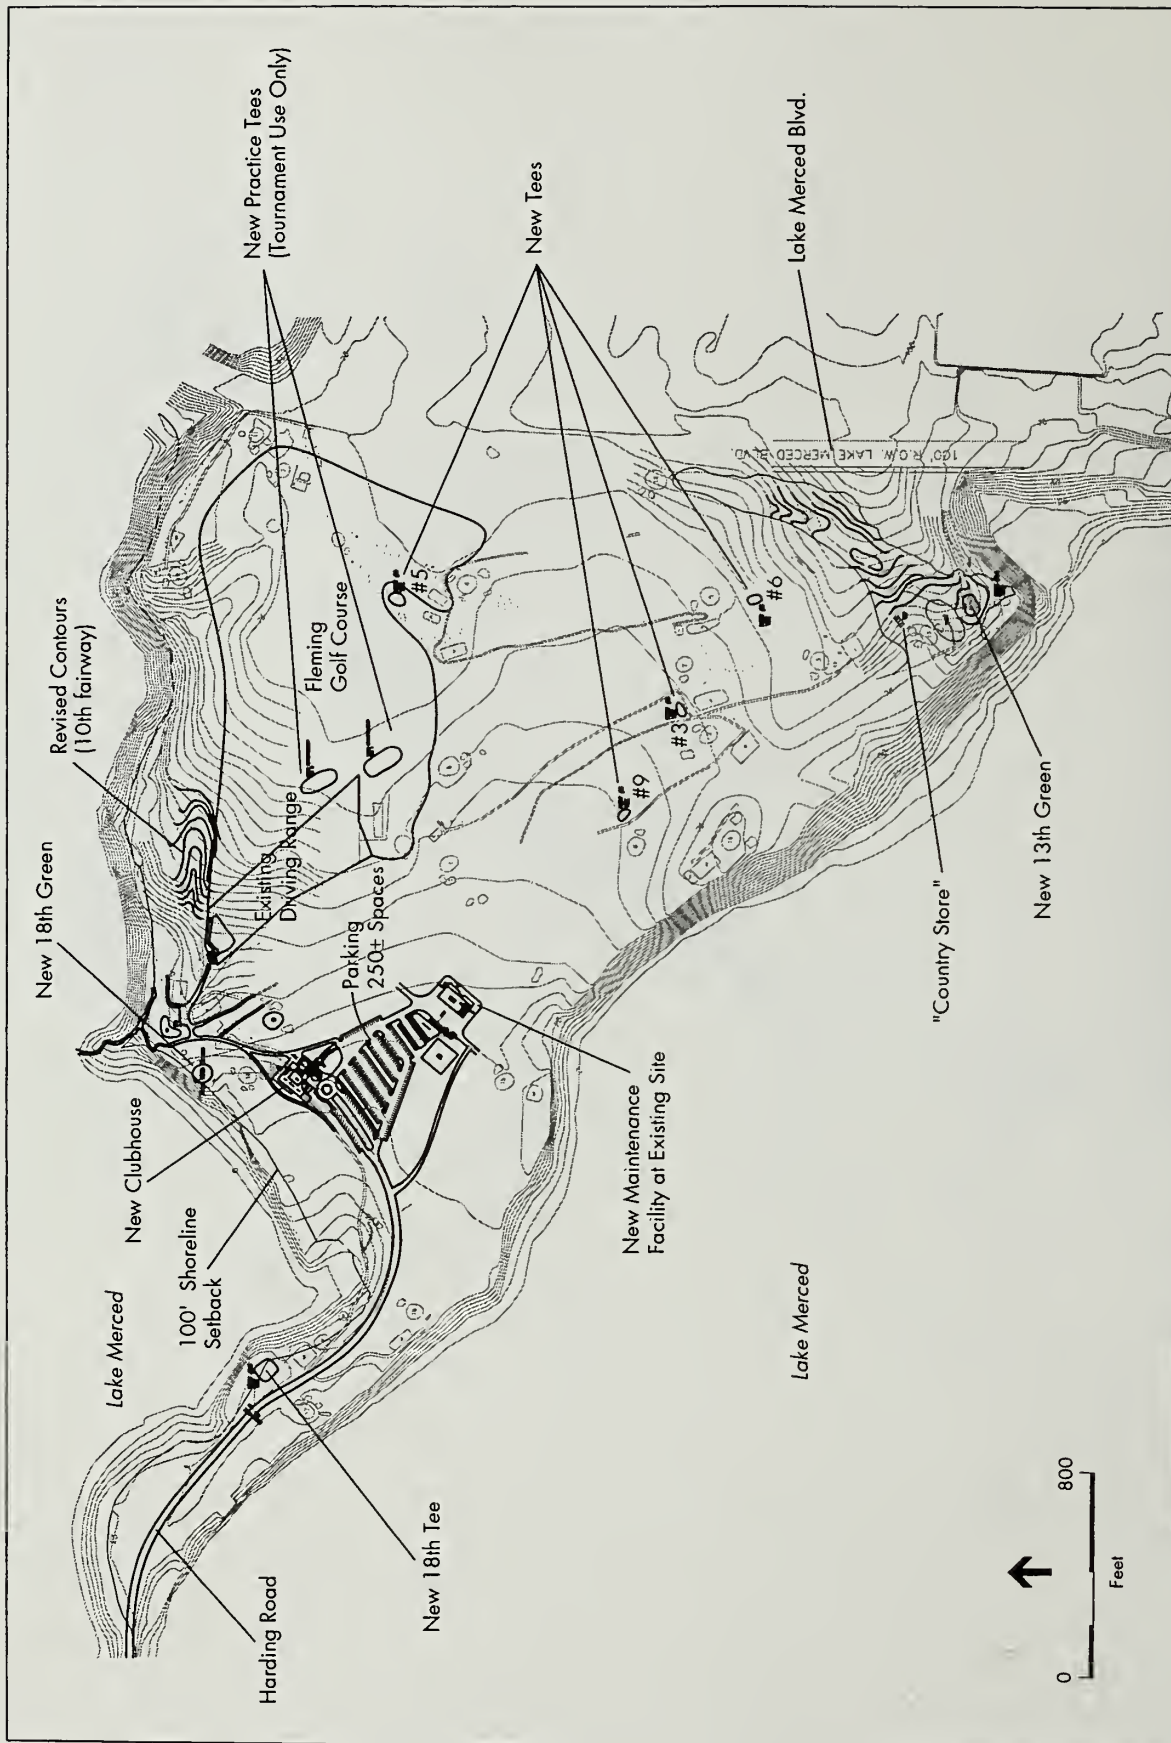 New 18th Green
Revised Contours
(10th fairway)
New Practice Tees
(Tournament Use Only)
Lake Merced
New Clubhouse
100' Shoreline
Setback
Harding Road
New 18th Tee
Existing
Driving Range
Fleming
Golf Course
Parking
250± Spaces
#5
New Tees
New Maintenance
Facility at Existing Site
#9
#3
#6
Lake Merced
"Country Store"
New 13th Green
Lake Merced Blvd.
100' R.O.W. LAKE MERCED BLVD.
0
800
Feet